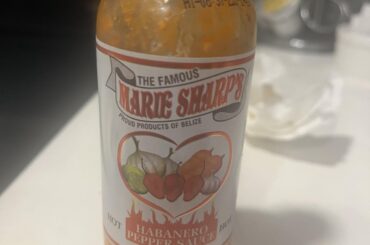 THE FAMOUS
MARIE SHARP'S
PROUD PRODUCTS OF BELIZE
HOT HABANERO HOT
PEPPER SAUCE